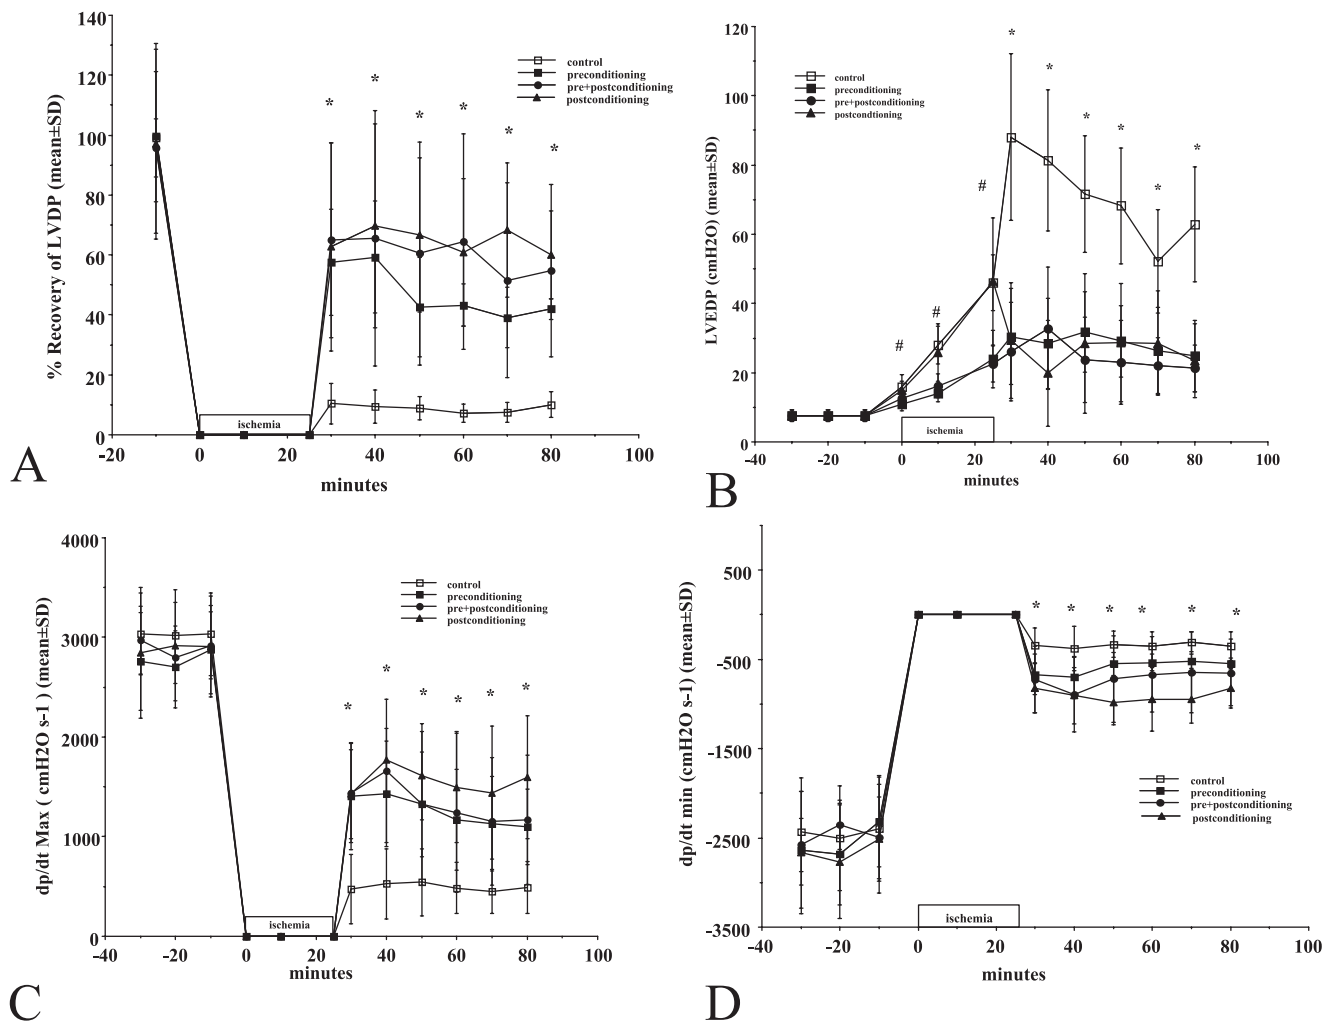 140
120
100
80
60
40
20
0
% Recovery of LVDP (mean±SD)
control
preconditioning
pre+postconditioning
postconditioning
* * * * * *
ischemia
-20 0 20 40 60 80 100
minutes
A
120
100
80
60
40
20
0
LVEDP (cmH2O) (mean±SD)
control
preconditioning
pre+postconditioning
postcondtioning
# # # * * * * * *
ischemia
-40 -20 0 20 40 60 80 100
minutes
B
4000
3000
2000
1000
0
dp/dt Max ( cmH2O s-1 ) (mean±SD)
control
preconditioning
pre+postconditioning
postconditioning
* * * * * *
ischemia
-40 -20 0 20 40 60 80 100
minutes
C
500
-500
-1500
-2500
-3500
dp/dt min (cmH2O s-1) (mean±SD)
* * * * * *
control
preconditioning
pre+postconditioning
postconditioning
ischemia
-40 -20 0 20 40 60 80 100
minutes
D